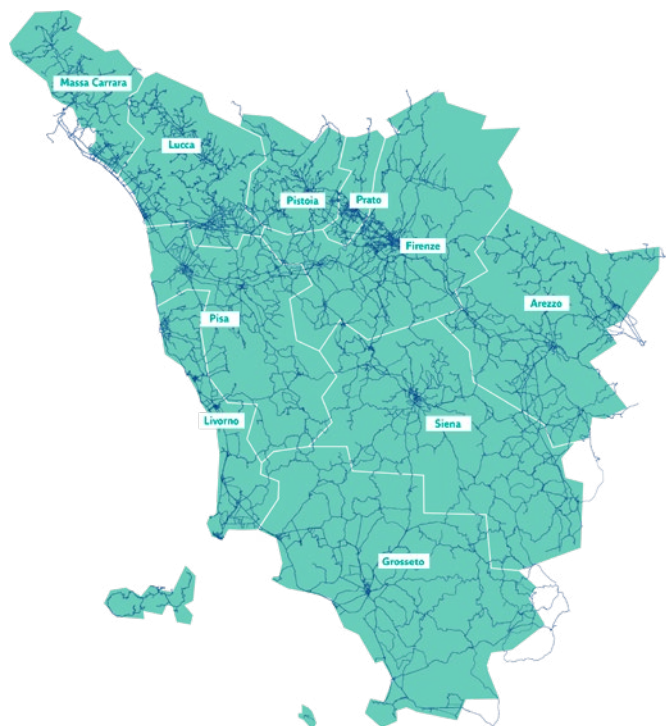 Massa Carrara
Lucca
Pistoia
Prato
Firenze
Arezzo
Pisa
Livorno
Siena
Grosseto